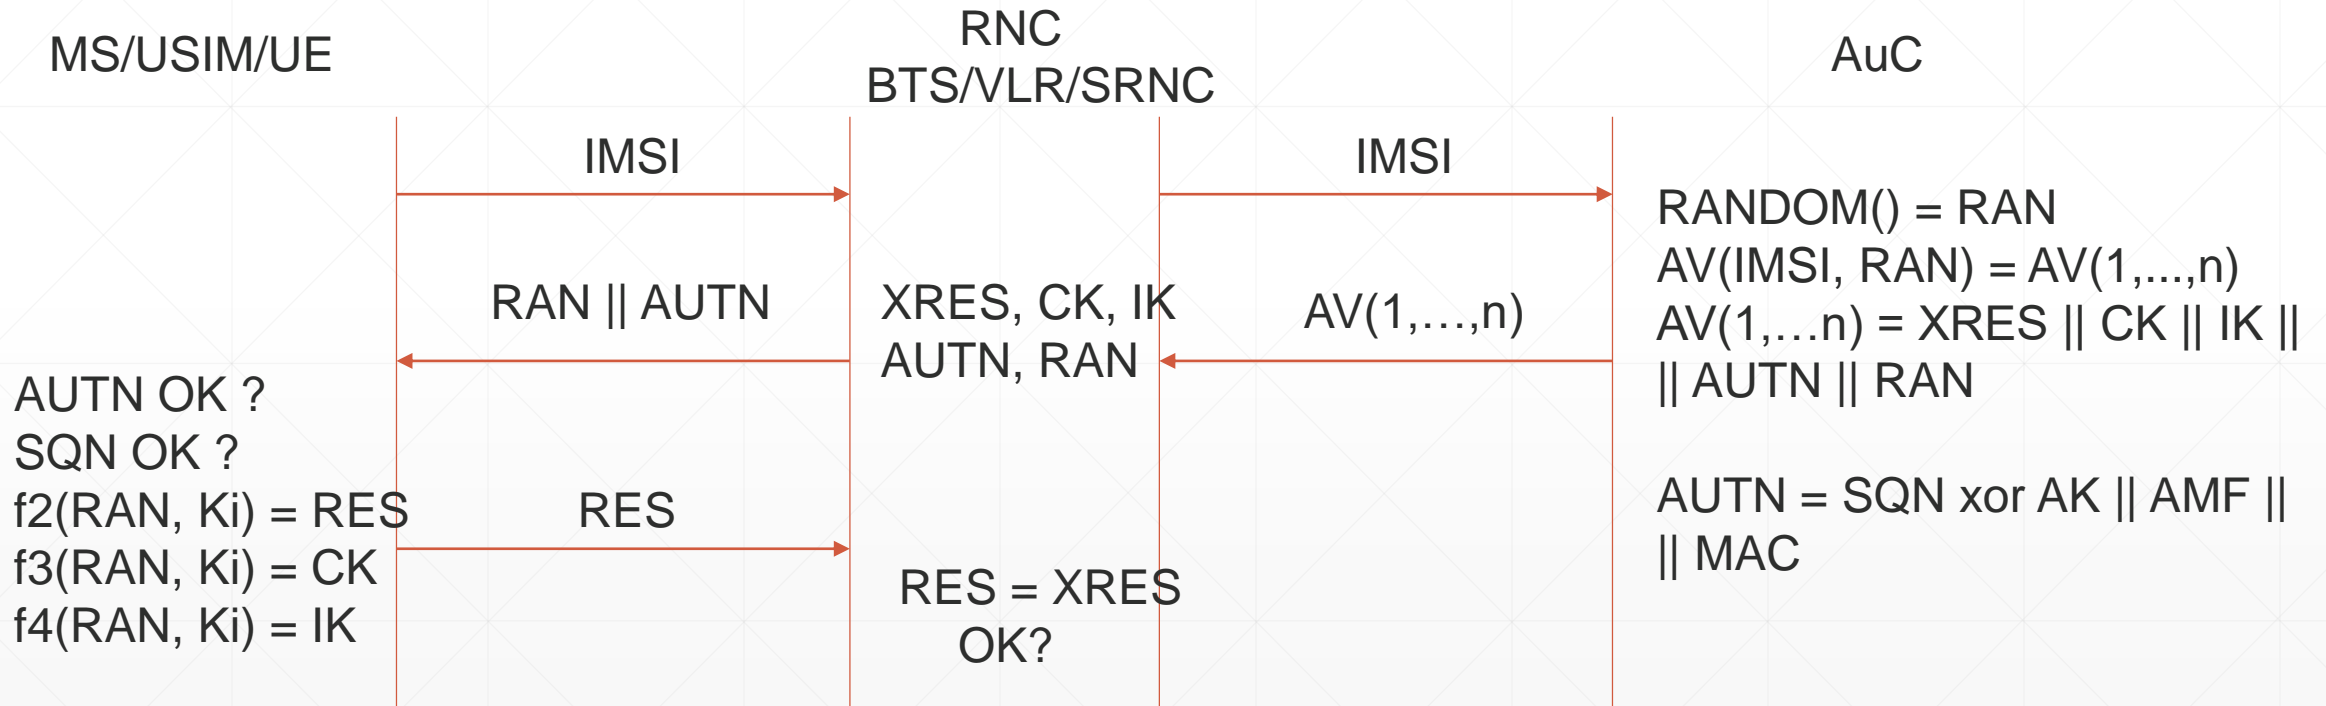 MS/USIM/UE
RNC
BTS/VLR/SRNC
AuC
IMSI
IMSI
RANDOM() = RAN
AV(IMSI, RAN) = AV(1,...,n)
AV(1,…n) = XRES || CK || IK ||
|| AUTN || RAN
AUTN = SQN xor AK || AMF ||
|| MAC
RAN || AUTN
XRES, CK, IK
AUTN, RAN
AV(1,…,n)
AUTN OK ?
SQN OK ?
f2(RAN, Ki) = RES
f3(RAN, Ki) = CK
f4(RAN, Ki) = IK
RES
RES = XRES
OK?